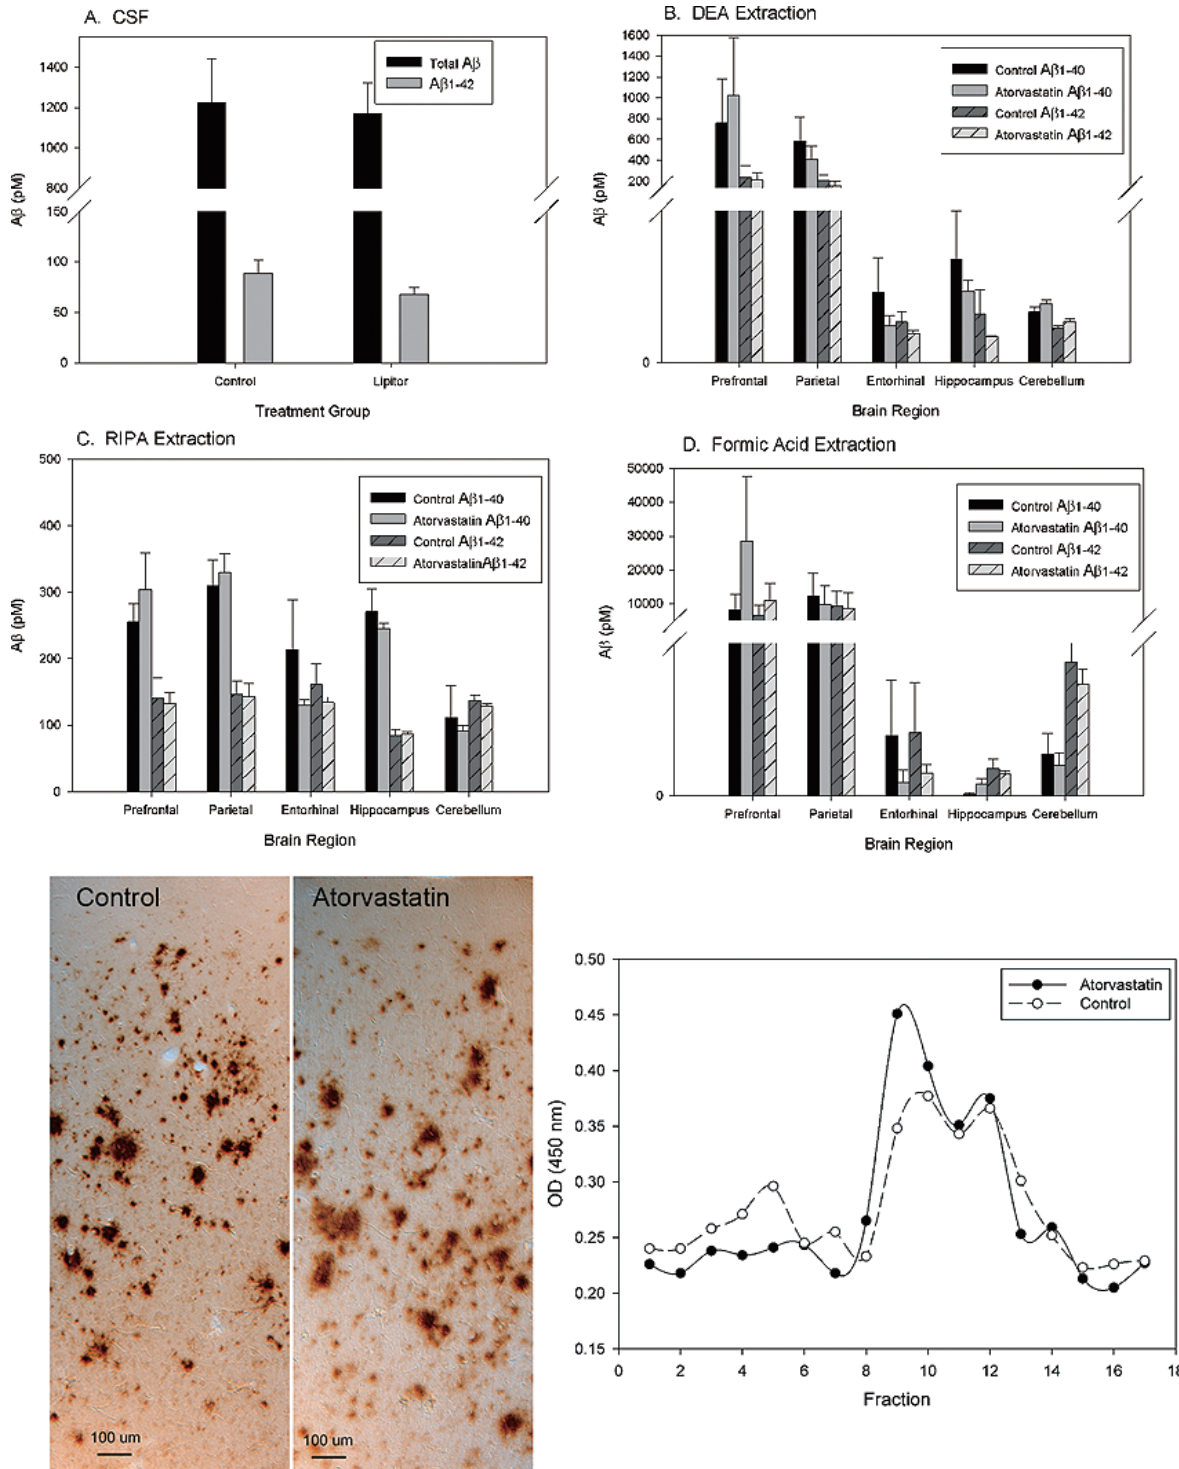 A. CSF
Total Aβ
Aβ1-42
1400
1200
1000
800
150
100
50
0
Aβ (pM)
Control
Lipitor
Treatment Group
B. DEA Extraction
Control Aβ1-40
Atorvastatin Aβ1-40
Control Aβ1-42
Atorvastatin Aβ1-42
1600
1400
1200
1000
800
600
400
200
0
Aβ (pM)
Prefrontal Parietal Entorhinal Hippocampus Cerebellum
Brain Region
C. RIPA Extraction
Control Aβ1-40
Atorvastatin Aβ1-40
Control Aβ1-42
AtorvastatinAβ1-42
500
400
300
200
100
0
Aβ (pM)
Prefrontal Parietal Entorhinal Hippocampus Cerebellum
Brain Region
D. Formic Acid Extraction
Control Aβ1-40
Atorvastatin Aβ1-40
Control Aβ1-42
Atorvastatin Aβ1-42
50000
40000
30000
20000
10000
0
Aβ (pM)
Prefrontal Parietal Entorhinal Hippocampus Cerebellum
Brain Region
Control
100 um
Atorvastatin
100 um
Atorvastatin
Control
0.50
0.45
0.40
0.35
0.30
0.25
0.20
0.15
OD (450 nm)
0 2 4 6 8 10 12 14 16 18
Fraction